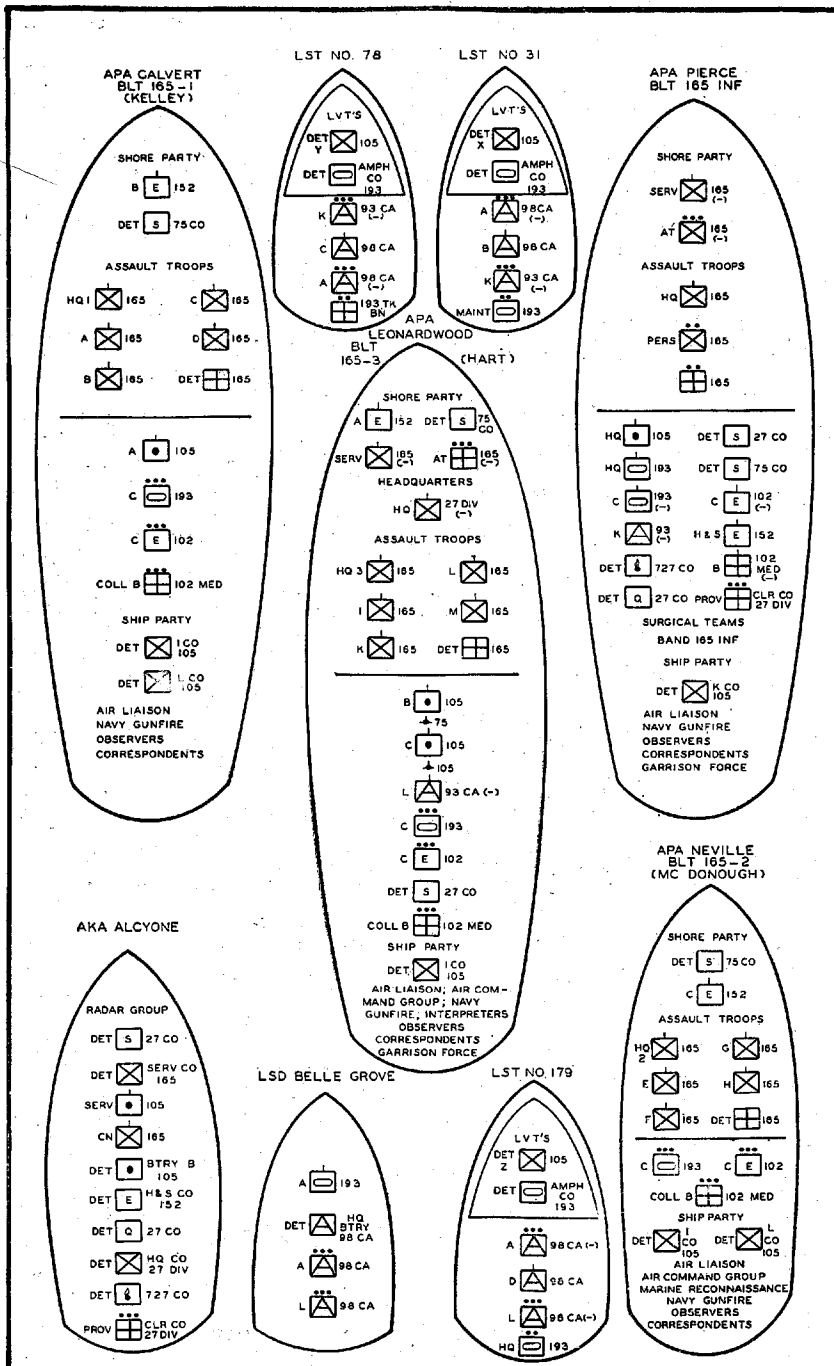 APA CALVERT
BLT 165-1
(KELLEY)
SHORE PARTY
B E 152
DET S 75 CO
ASSAULT TROOPS
HQ 1 165 C 165
A 165 D 165
B 165 DET 165
A 105
C 193
C E 102
COLL B 102 MED
SHIP PARTY
DET I CO
105
DET L CO
105
AIR LIAISON
NAVY GUNFIRE
OBSERVERS
CORRESPONDENTS
LST NO. 78
LVT'S
DET
Y 105
DET AMPH
CO
193
K 93 CA
(-)
C 98 CA
A 98 CA
(-)
193 TK
BN
LST NO 31
LVT'S
DET
X 105
DET AMPH
CO
193
A 98 CA
(-)
B 98 CA
K 93 CA
(-)
MAINT 193
APA PIERCE
BLT 165 INF
SHORE PARTY
SERV 165
(-)
AT 165
(-)
ASSAULT TROOPS
HQ 165
PERS 165
165
HQ 105 DET S 27 CO
HQ 193 DET S 75 CO
C 193
(-) C E 102
(-)
K 93
(-) H & S E 152
DET 727 CO B 102
MED
(-)
DET Q 27 CO PROV CLR CO
27 DIV
SURGICAL TEAMS
BAND 165 INF
SHIP PARTY
DET K CO
105
AIR LIAISON
NAVY GUNFIRE
OBSERVERS
CORRESPONDENTS
GARRISON FORCE
APA
LEONARDWOOD
BLT
165-3 (HART)
SHORE PARTY
A E 152 DET S 75
CO
SERV 165
(-) AT 165
(-)
HEADQUARTERS
HQ 27 DIV
(-)
ASSAULT TROOPS
HQ 3 165 L 165
I 165 M 165
K 165 DET 165
B 105
75
C 105
105
L 93 CA (-)
C 193
C E 102
DET S 27 CO
COLL B 102 MED
SHIP PARTY
DET I CO
105
AIR LIAISON; AIR COM-
MAND GROUP; NAVY
GUNFIRE; INTERPRETERS
OBSERVERS
CORRESPONDENTS
GARRISON FORCE
AKA ALCYONE
RADAR GROUP
DET S 27 CO
DET SERV CO
165
SERV 105
CN 165
DET BTRY B
105
DET E H & S CO
152
DET Q 27 CO
DET HQ CO
27 DIV
DET 727 CO
PROV CLR CO
27 DIV
LSD BELLE GROVE
A 193
DET HQ
BTRY
98 CA
A 98 CA
L 98 CA
LST NO. 179
LVT'S
DET
Z 105
DET AMPH
CO
193
A 98 CA (-)
D 98 CA
L 98 CA (-)
HQ 193
APA NEVILLE
BLT 165-2
(MC DONOUGH)
SHORE PARTY
DET S 75 CO
C E 152
ASSAULT TROOPS
HQ
2 165 G 165
E 165 H 165
F 165 DET 165
C 193 C E 102
COLL B 102 MED
SHIP PARTY
DET I
CO
105 DET L
CO
105
AIR LIAISON
AIR COMMAND GROUP
MARINE RECONNAISSANCE
NAVY GUNFIRE
OBSERVERS
CORRESPONDENTS